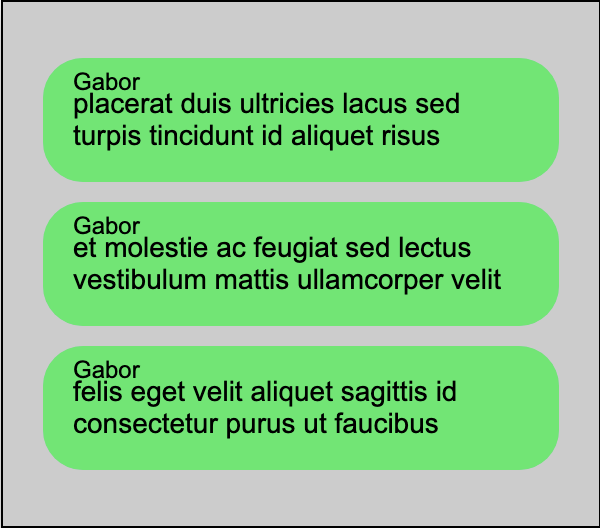 Gabor
placerat duis ultricies lacus sed
turpis tincidunt id aliquet risus
Gabor
et molestie ac feugiat sed lectus
vestibulum mattis ullamcorper velit
Gabor
felis eget velit aliquet sagittis id
consectetur purus ut faucibus